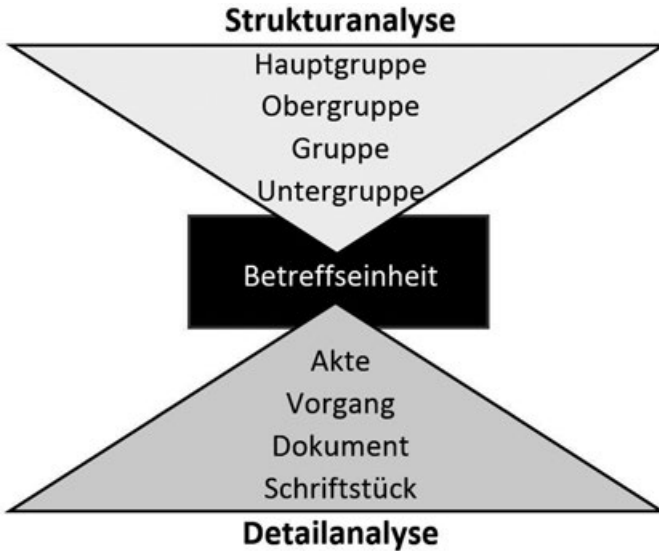 Strukturanalyse
Hauptgruppe
Obergruppe
Gruppe
Untergruppe
Betreffseinheit
Akte
Vorgang
Dokument
Schriftstück
Detailanalyse